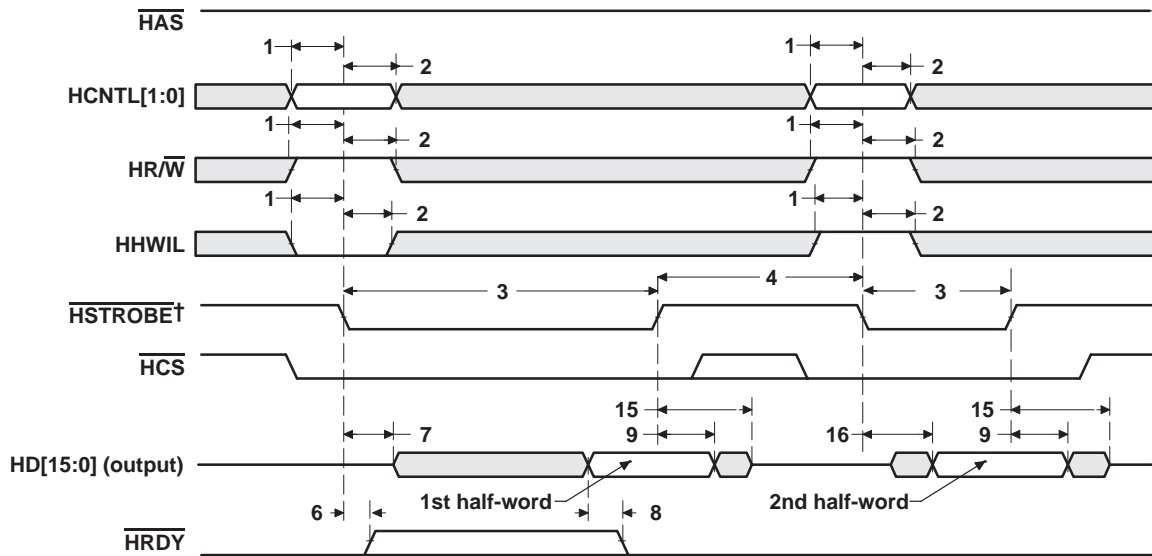 HAS
1 1
2 2
HCNTL[1:0]
1 1
2 2
HR/W
1 1
2 2
HHWIL
4
3 3
HSTROBE†
HCS
15 15
7 9 16 9
HD[15:0] (output)
1st half-word 2nd half-word
6 8
HRDY